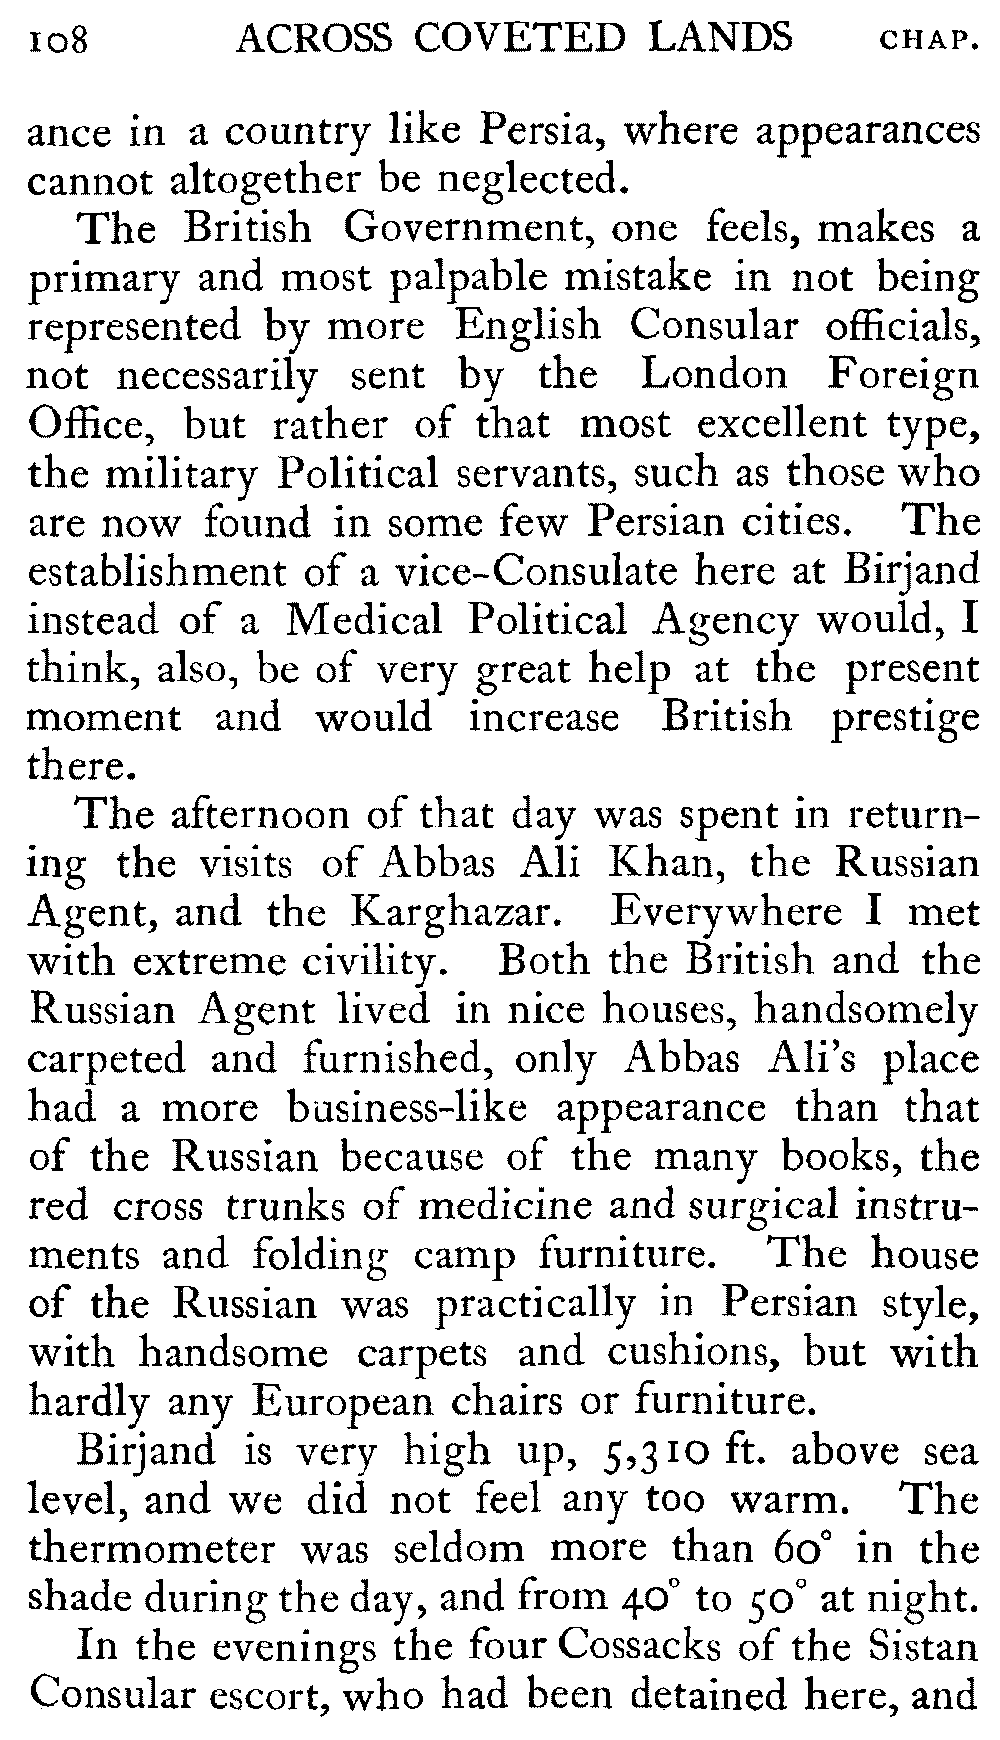 108 ACROSS COVETED LANDS CHAP.
ance in a country like Persia, where appearances
cannot altogether be neglected.
The British Government, one feels, makes a
primary and most palpable mistake in not being
represented by more English Consular officials,
not necessarily sent by the London Foreign
Office, but rather of that most excellent type,
the military Political servants, such as those who
are now found in some few Persian cities. The
establishment of a vice-Consulate here at Birjand
instead of a Medical Political Agency would, I
think, also, be of very great help at the present
moment and would increase British prestige
there.
The afternoon of that day was spent in return-
ing the visits of Abbas Ali Khan, the Russian
Agent, and the Karghazar. Everywhere I met
with extreme civility. Both the British and the
Russian Agent lived in nice houses, handsomely
carpeted and furnished, only Abbas Ali's place
had a more business-like appearance than that
of the Russian because of the many books, the
red cross trunks of medicine and surgical instru-
ments and folding camp furniture. The house
of the Russian was practically in Persian style,
with handsome carpets and cushions, but with
hardly any European chairs or furniture.
Birjand is very high up, 5,310 ft. above sea
level, and we did not feel any too warm. The
thermometer was seldom more than 60° in the
shade during the day, and from 40° to 50° at night.
In the evenings the four Cossacks of the Sistan
Consular escort, who had been detained here, and